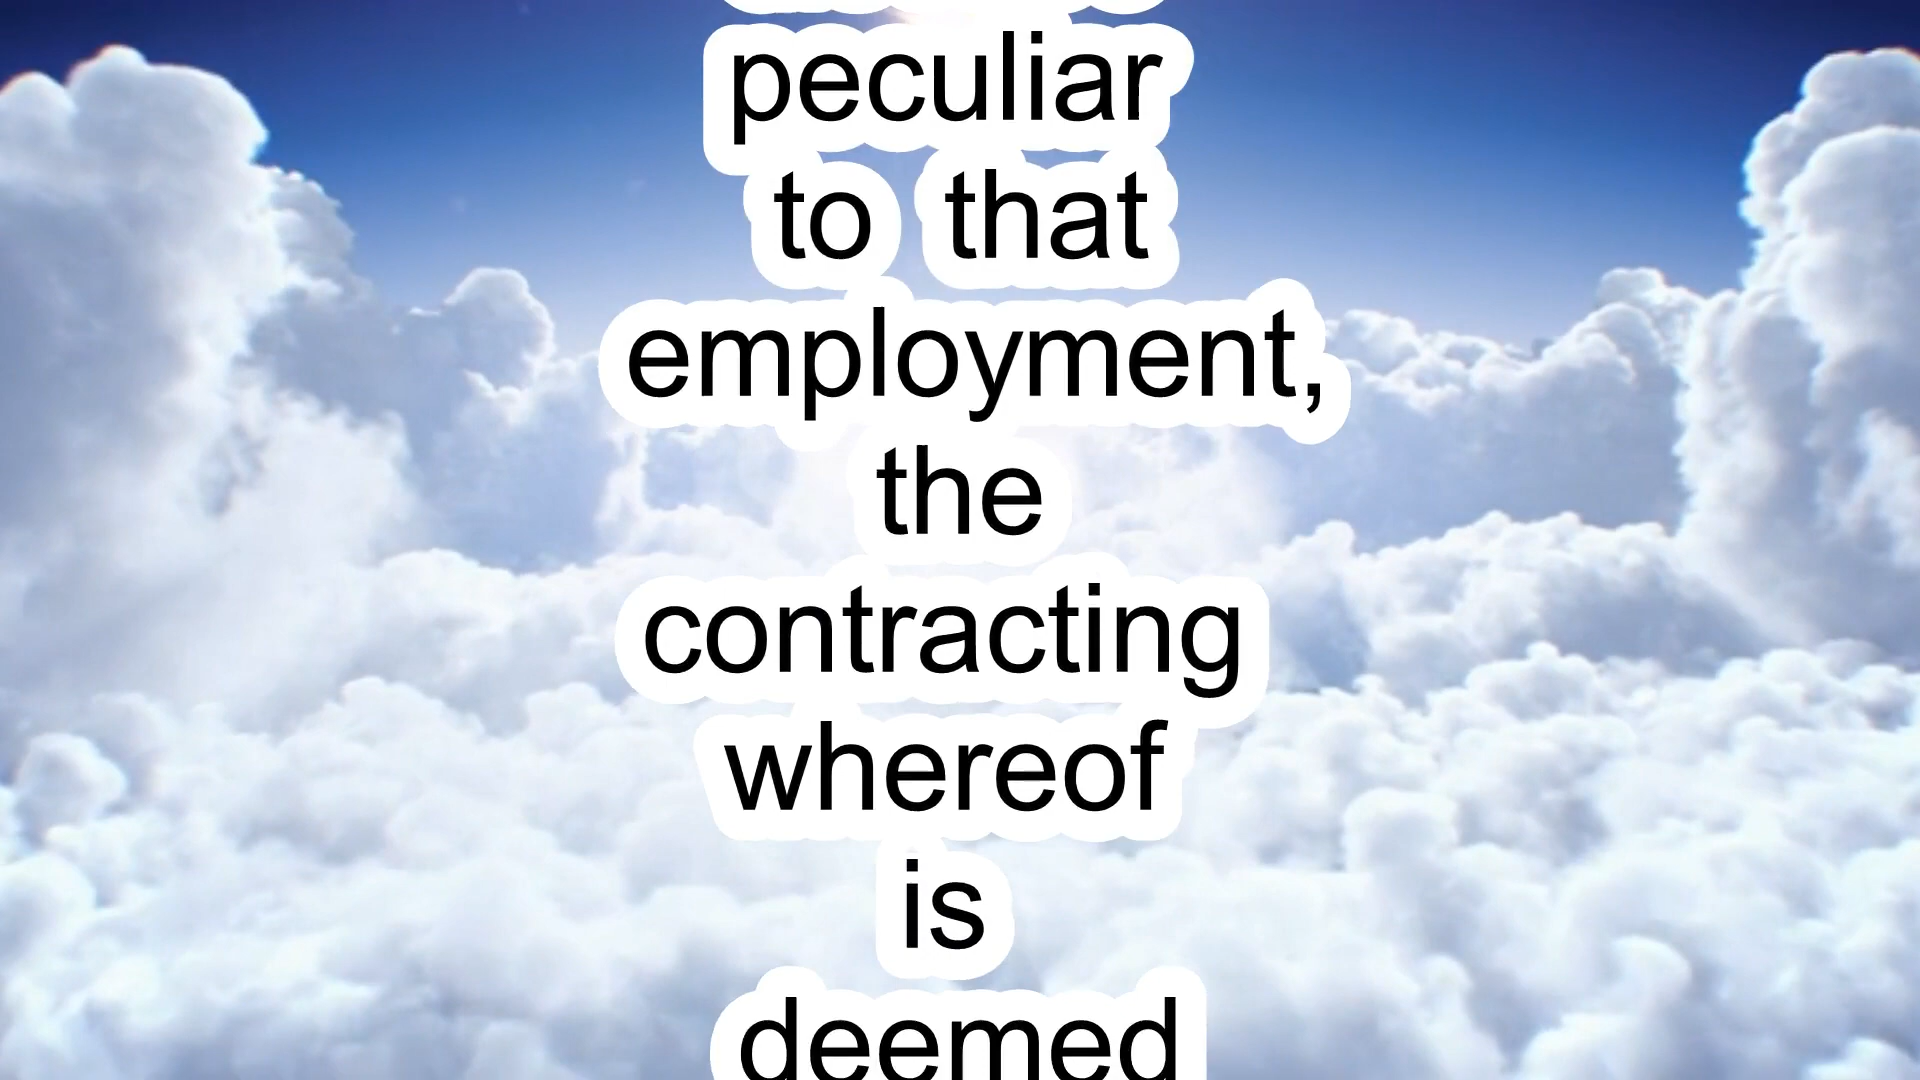 peculiar
to that
employment,
the
contracting
whereof
is
deemed